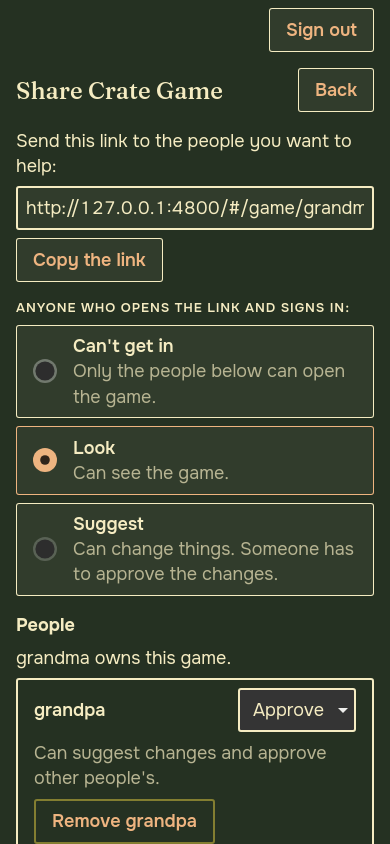 Sign out
Share Crate Game
Back
Send this link to the people you want to
help:
http://127.0.0.1:4800/#/game/grandm
Copy the link
ANYONE WHO OPENS THE LINK AND SIGNS IN:
Can't get in
Only the people below can open
the game.
Look
Can see the game.
Suggest
Can change things. Someone has
to approve the changes.
People
grandma owns this game.
grandpa
Approve
Can suggest changes and approve
other people's.
Remove grandpa